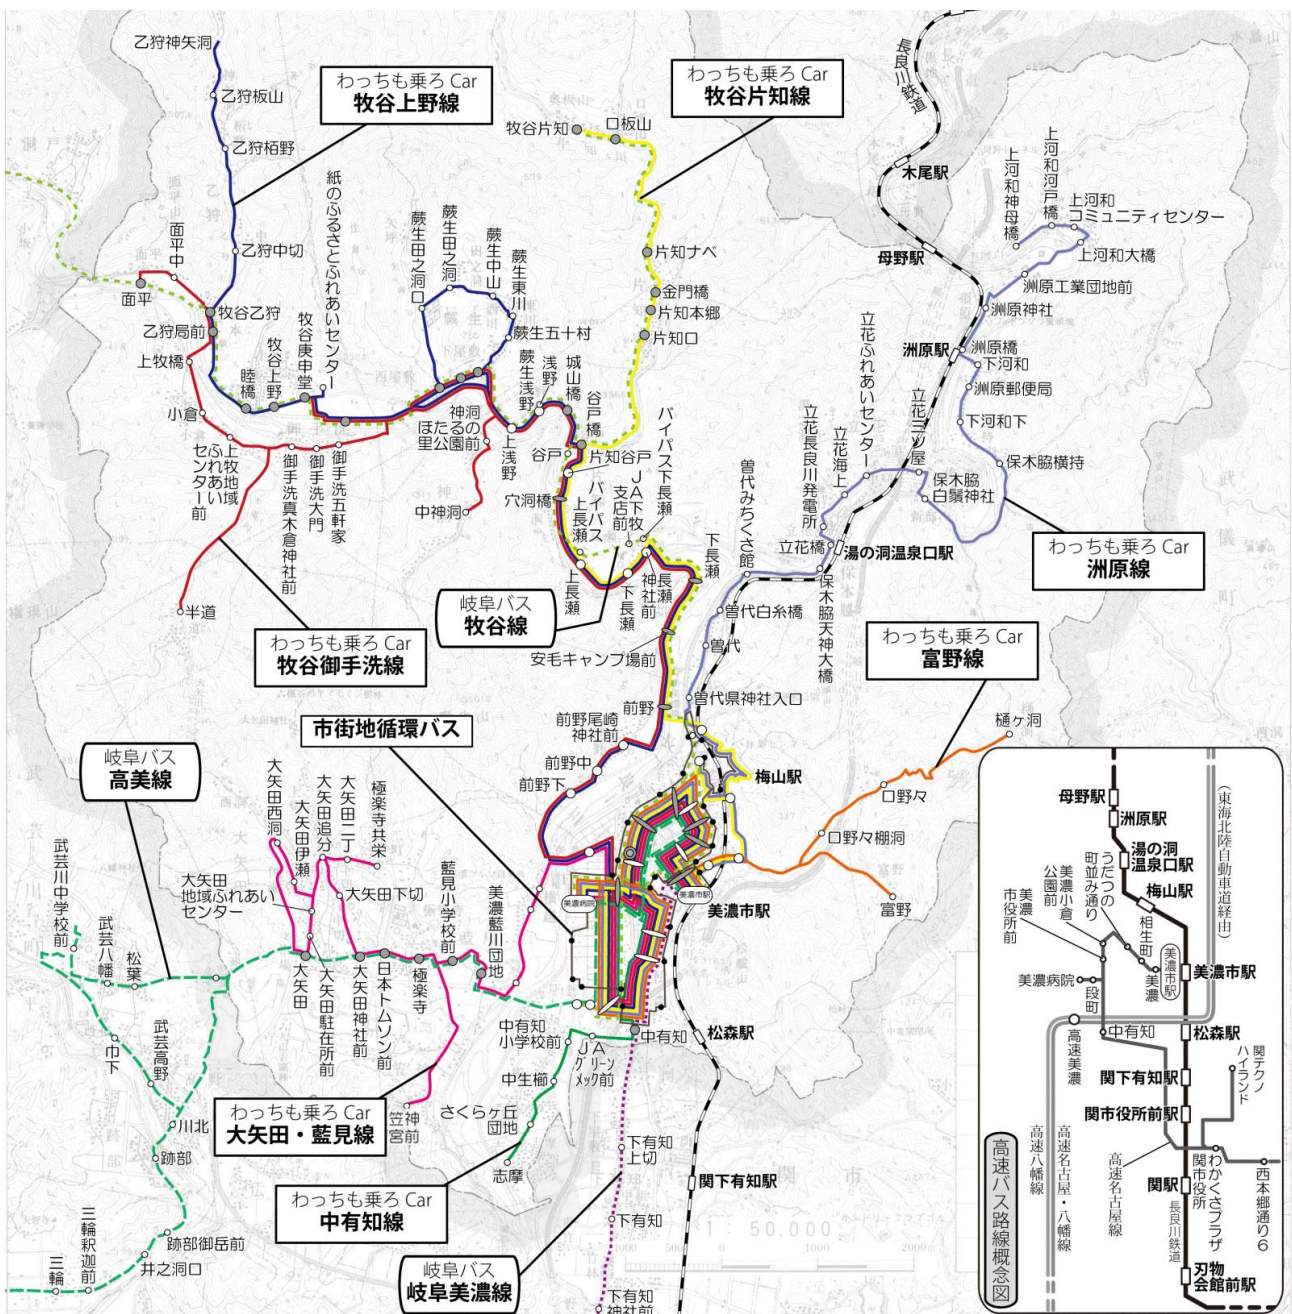 乙狩神矢洞
乙狩板山
乙狩栢野
乙狩中切
わっちも乗ろ Car
牧谷上野線
わっちも乗ろ Car
牧谷片知線
牧谷片知
口板山
片知ナベ
金門橋
片知本郷
片知口
長良川鉄道
木尾駅
母野駅
洲原駅
上河和神母橋
上河和河戸橋
上河和
コミュニティセンター
上河和大橋
洲原工業団地前
洲原神社
洲原橋
下河和
洲原郵便局
下河和下
保木脇横持
保木脇
白鬚神社
面平中
面平
牧谷乙狩
乙狩局前
上牧橋
小倉
上牧地域
ふれあい
センター前
睦橋
牧谷上野
牧谷庚申堂
紙のふるさとふれあいセンター
御手洗真木倉神社前
御手洗大門
御手洗五軒家
半道
蕨生田之洞口
蕨生田之洞
蕨生中山
蕨生東川
蕨生五十村
蕨生浅野
浅野
城山橋
谷戸橋
神洞
ほたるの
里公園前
中神洞
上浅野
谷戸
片知谷戸
穴洞橋
バイパス
上長瀬
JA下牧
支店前
バイパス下長瀬
上長瀬
下長瀬
長瀬
神社前
下長瀬
安毛キャンプ場前
前野
前野尾崎
神社前
前野中
前野下
立花ふれあいセンター
立花三ツ屋
立花海上
立花長良川発電所
立花橋
湯の洞温泉口駅
保木脇天神大橋
曽代みちくさ館
曽代白糸橋
曽代
曽代県神社入口
わっちも乗ろ Car
洲原線
岐阜バス
牧谷線
わっちも乗ろ Car
牧谷御手洗線
わっちも乗ろ Car
富野線
市街地循環バス
岐阜バス
高美線
梅山駅
樋ヶ洞
口野々
口野々棚洞
富野
美濃病院
美濃市駅
美濃市駅
大矢田西洞
大矢田伊瀬
大矢田追分
大矢田二丁
極楽寺共栄
大矢田
地域ふれあい
センター
大矢田下切
藍見小学校前
美濃藍川団地
武芸川中学校前
武芸八幡
松葉
巾下
武芸高野
川北
跡部
跡部御岳前
井之洞口
三輪釈迦前
三輪
大矢田
大矢田駐在所前
大矢田神社前
日本トムソン前
極楽寺
笠神
宮前
わっちも乗ろ Car
大矢田・藍見線
中有知
小学校前
JA
グリーン
メック前
中有知
中生櫛
さくらヶ丘
団地
志摩
わっちも乗ろ Car
中有知線
岐阜バス
岐阜美濃線
松森駅
下有知
上切
下有知
下有知
神社前
関下有知駅
関市
1 : 50 000
1000
500
0
1000
2000m
母野駅
洲原駅
湯の洞
温泉口駅
梅山駅
(東海北陸自動車道経由)
うだつの
町並み通り
美濃小倉
公園前
美濃
市役所前
相生町
美濃
美濃市駅
美濃市駅
美濃病院
段町
中有知
高速美濃
松森駅
関下有知駅
関テクノ
ハイランド
関市役所前駅
わかくさプラザ
関市役所
西本郷通り6
関駅
長良川鉄道
刃物
会館前駅
高速名古屋線
高速名古屋・八幡線
高速八幡線
高速バス路線概念図